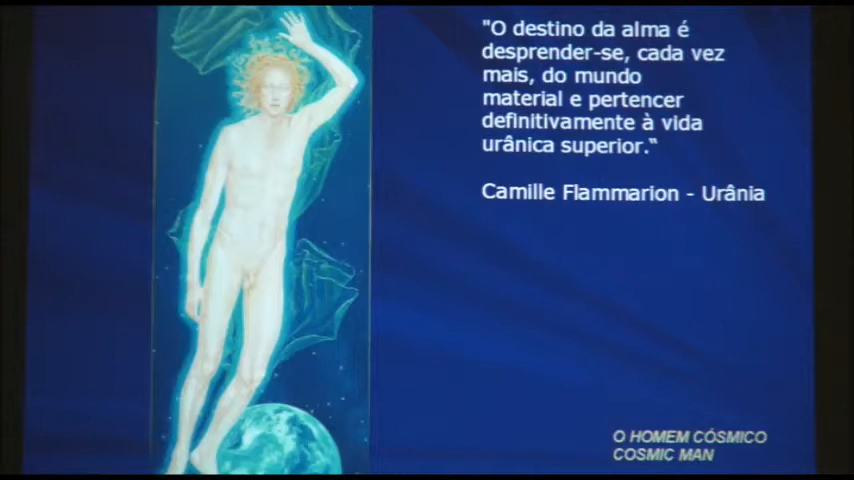 "O destino da alma é
desprender-se, cada vez
mais, do mundo
material e pertencer
definitivamente à vida
urânica superior."
Camille Flammarion - Urânia
O HOMEM CÓSMICO
COSMIC MAN